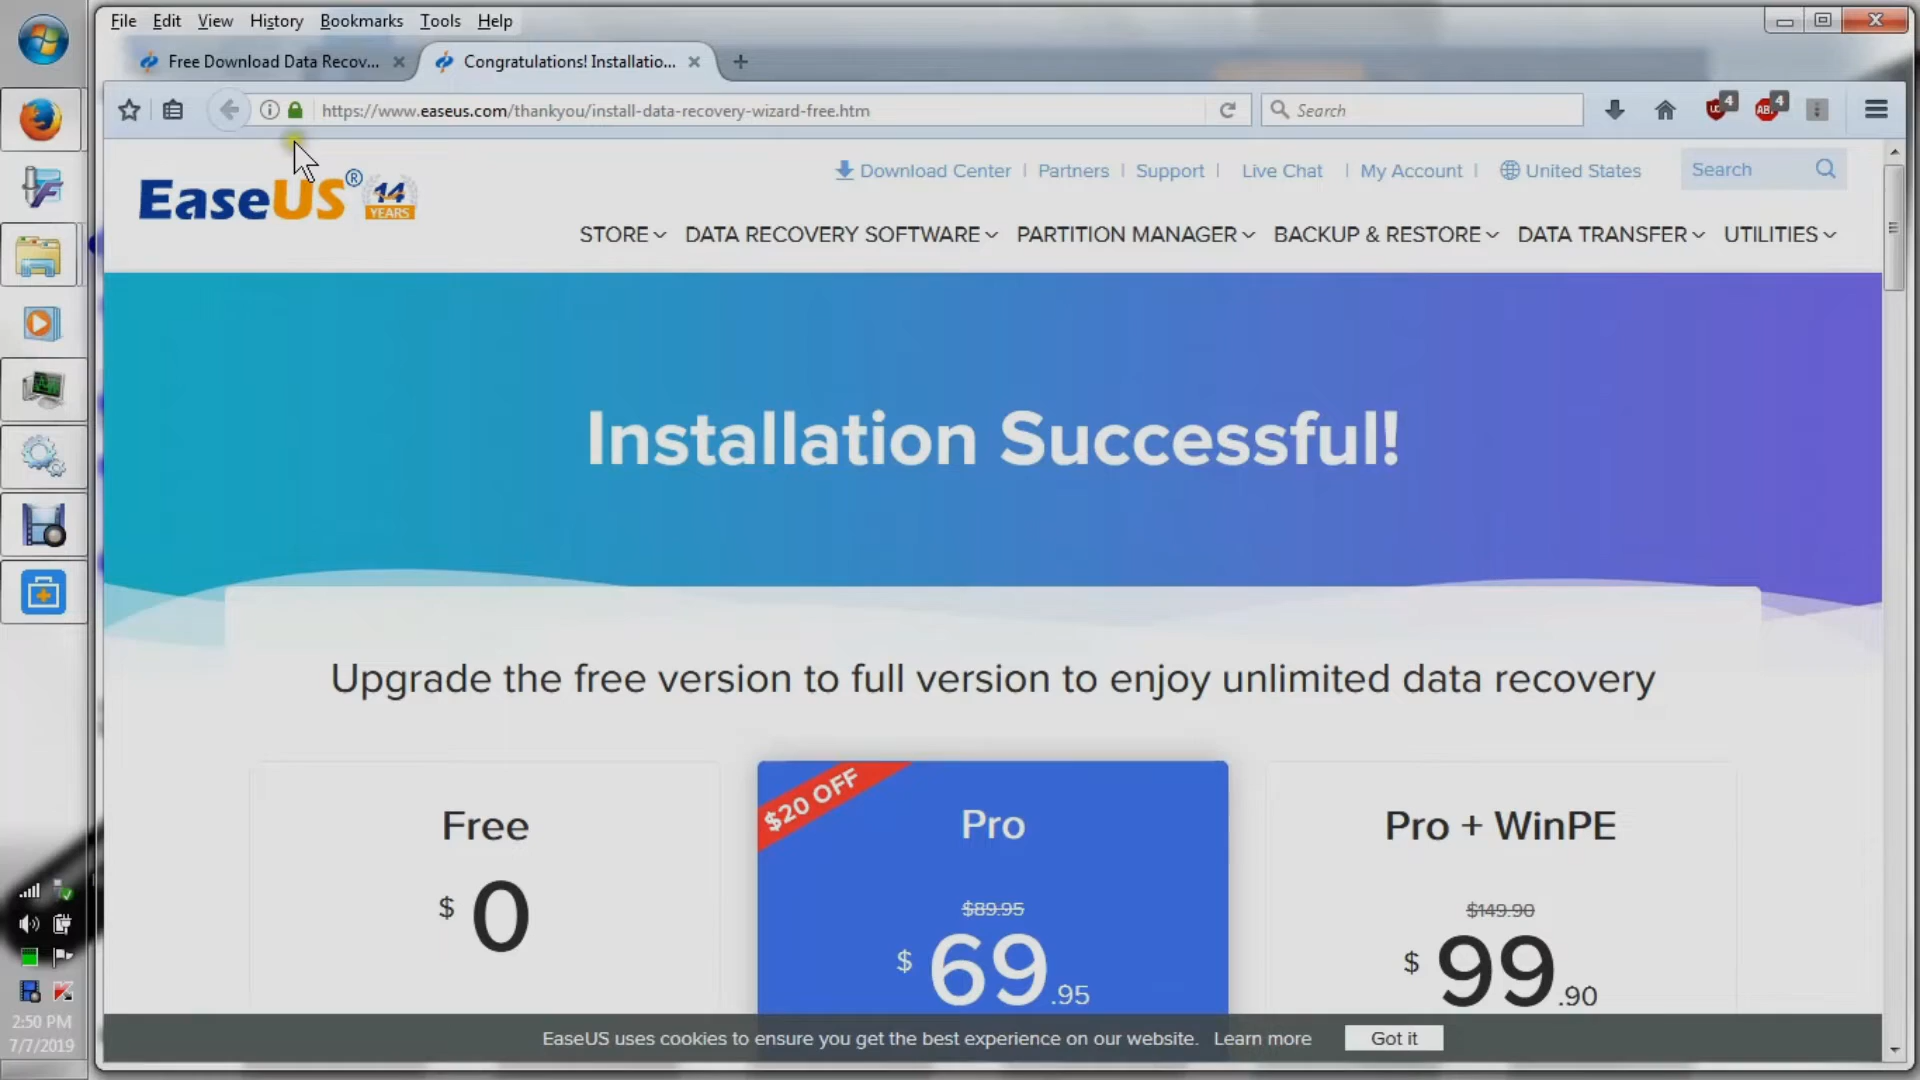 File Edit View History Bookmarks Tools Help
Free Download Data Recov...
Congratulations! Installatio...
https://www.easeus.com/thankyou/install-data-recovery-wizard-free.htm
Search
4
4
EaseUS® 14 YEARS
Download Center | Partners | Support | Live Chat | My Account | United States
Search
STORE DATA RECOVERY SOFTWARE PARTITION MANAGER BACKUP & RESTORE DATA TRANSFER UTILITIES
Installation Successful!
Upgrade the free version to full version to enjoy unlimited data recovery
Free
$ 0
$20 OFF
Pro
$89.95
$ 69.95
Pro + WinPE
$149.90
$ 99.90
EaseUS uses cookies to ensure you get the best experience on our website. Learn more Got it
2:50 PM
7/7/2019